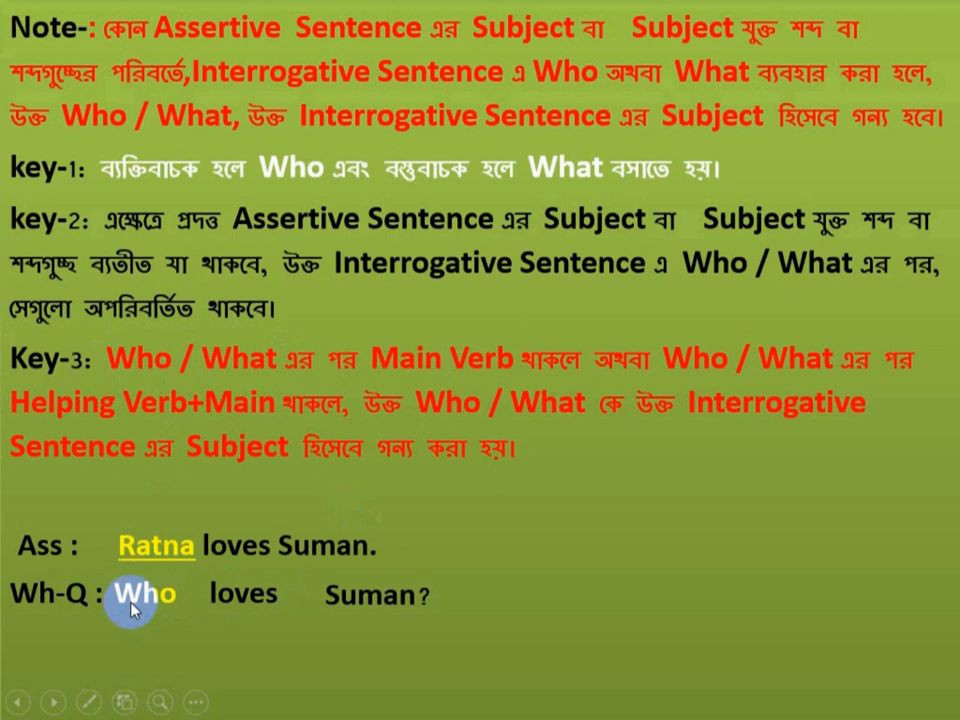 Note-: কোন Assertive Sentence এর Subject বা Subject যুক্ত শব্দ বা
শব্দগুচ্ছের পরিবর্তে,Interrogative Sentence এ Who অথবা What ব্যবহার করা হলে,
উক্ত Who / What, উক্ত Interrogative Sentence এর Subject হিসেবে গন্য হবে।
key-1: ব্যক্তিবাচক হলে Who এবং বস্তুবাচক হলে What বসাতে হয়।
key-2: এক্ষেত্রে প্রদত্ত Assertive Sentence এর Subject বা Subject যুক্ত শব্দ বা
শব্দগুচ্ছ ব্যতীত যা থাকবে, উক্ত Interrogative Sentence এ Who / What এর পর,
সেগুলো অপরিবর্তিত থাকবে।
Key-3: Who / What এর পর Main Verb থাকলে অথবা Who / What এর পর
Helping Verb+Main থাকলে, উক্ত Who / What কে উক্ত Interrogative
Sentence এর Subject হিসেবে গন্য করা হয়।
Ass : Ratna loves Suman.
Wh-Q : Who loves Suman?